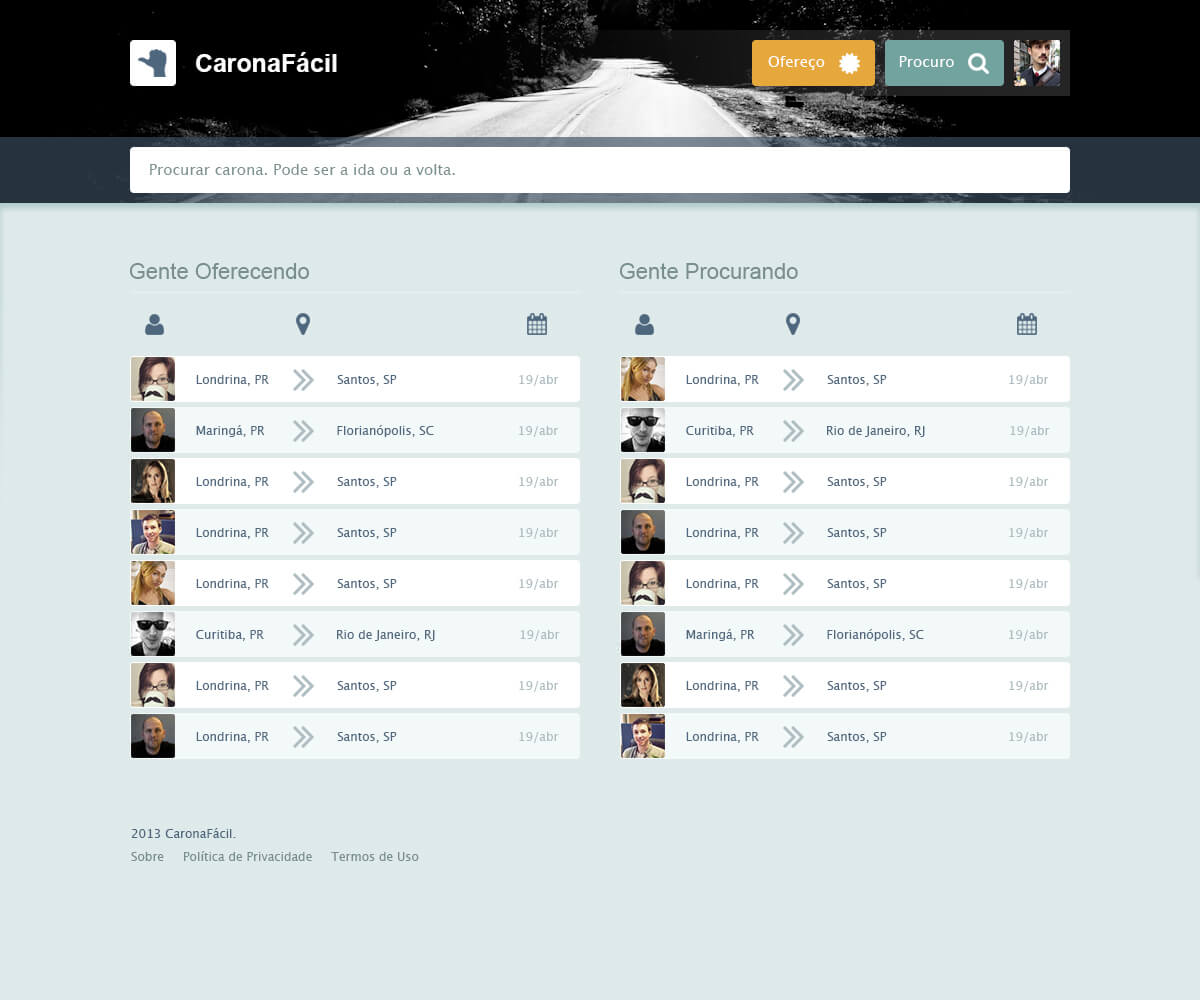 CaronaFácil
Ofereço
Procuro
Procurar carona. Pode ser a ida ou a volta.
Gente Oferecendo
Londrina, PR Santos, SP 19/abr
Maringá, PR Florianópolis, SC 19/abr
Londrina, PR Santos, SP 19/abr
Londrina, PR Santos, SP 19/abr
Londrina, PR Santos, SP 19/abr
Curitiba, PR Rio de Janeiro, RJ 19/abr
Londrina, PR Santos, SP 19/abr
Londrina, PR Santos, SP 19/abr
Gente Procurando
Londrina, PR Santos, SP 19/abr
Curitiba, PR Rio de Janeiro, RJ 19/abr
Londrina, PR Santos, SP 19/abr
Londrina, PR Santos, SP 19/abr
Londrina, PR Santos, SP 19/abr
Maringá, PR Florianópolis, SC 19/abr
Londrina, PR Santos, SP 19/abr
Londrina, PR Santos, SP 19/abr
2013 CaronaFácil.
Sobre Política de Privacidade Termos de Uso